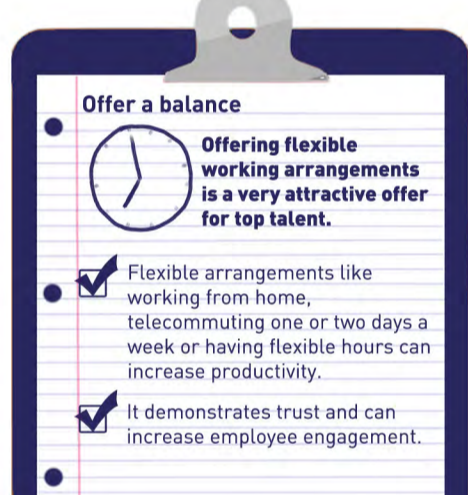 Offer a balance
Offering flexible
working arrangements
is a very attractive offer
for top talent.
Flexible arrangements like
working from home,
telecommuting one or two days a
week or having flexible hours can
increase productivity.
It demonstrates trust and can
increase employee engagement.